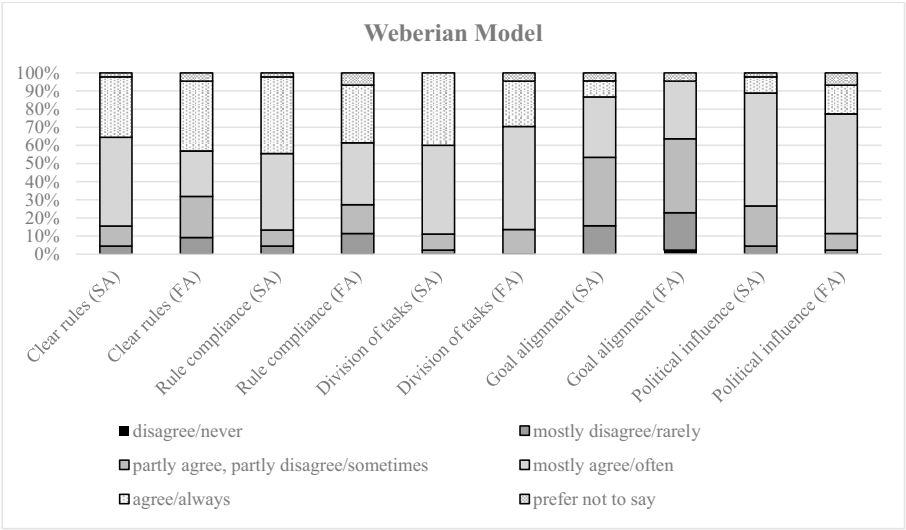 Weberian Model
100%
90%
80%
70%
60%
50%
40%
30%
20%
10%
0%
Clear rules (SA)
Clear rules (FA)
Rule compliance (SA)
Rule compliance (FA)
Division of tasks (SA)
Division of tasks (FA)
Goal alignment (SA)
Goal alignment (FA)
Political influence (SA)
Political influence (FA)
disagree/never
mostly disagree/rarely
partly agree, partly disagree/sometimes
mostly agree/often
agree/always
prefer not to say